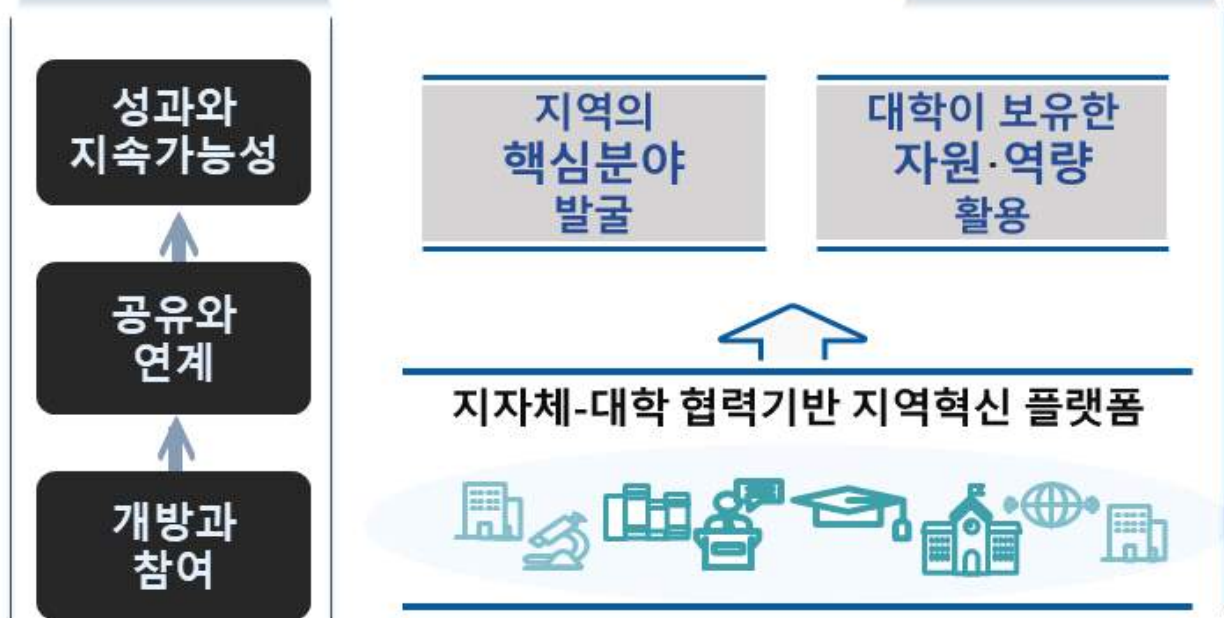 성과와
지속가능성
공유와
연계
개방과
참여
지역의
핵심분야
발굴
대학이 보유한
자원·역량
활용
지자체-대학 협력기반 지역혁신 플랫폼